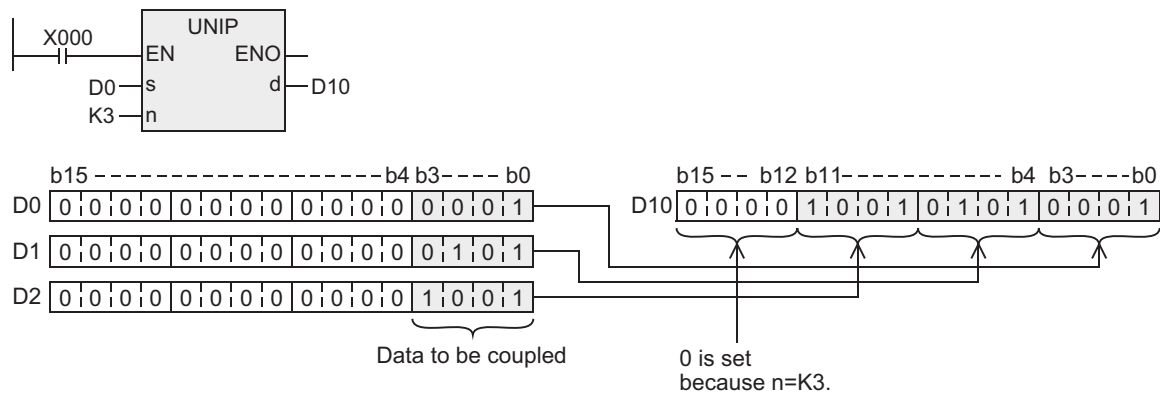 X000
UNIP
EN ENO
D0 s d D10
K3 n
b15 b4 b3 b0
b15 b12 b11 b4 b3 b0
D0 0 0 0 0 0 0 0 0 0 0 0 0 0 0 0 1
D10 0 0 0 0 1 0 0 1 0 1 0 1 0 0 0 1
D1 0 0 0 0 0 0 0 0 0 0 0 0 0 1 0 1
D2 0 0 0 0 0 0 0 0 0 0 0 0 1 0 0 1
Data to be coupled
0 is set
because n=K3.